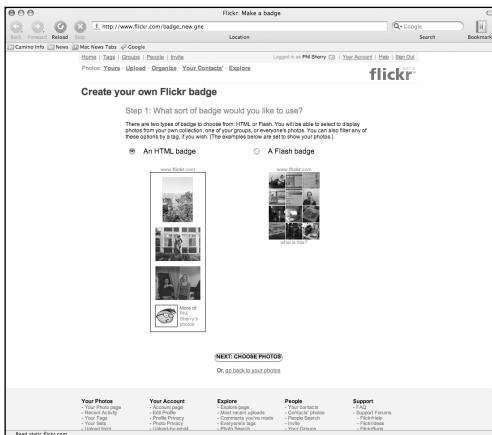 Flickr: Make a badge
http://www.flickr.com/badge_new.gne
Google
Back Forward Reload Stop Location Search Bookmark
Camino Info News Mac News Tabs Google
Home | Tags | Groups | People | Invite
Logged in as Phil Sherry | Your Account | Help | Sign Out
Photos: Yours · Upload · Organize · Your Contacts' · Explore
flickr BETA
Create your own Flickr badge
Step 1: What sort of badge would you like to use?
There are two types of badge to choose from: HTML or Flash. You will be able to select to display
photos from your own collection, one of your groups, or everyone's photos. You can also filter any of
these options by a tag, if you wish. (The examples below are set to show your photos.)
An HTML badge
A Flash badge
www.flickr.com
www.flickr.com
what is this?
More of
Phil
Sherry's
photos
NEXT: CHOOSE PHOTOS
Or, go back to your photos
Your Photos
- Your Photo page
- Recent Activity
- Your Tags
- Your Sets
- Upload form
Your Account
- Account page
- Edit Profile
- Profile Privacy
- Photo Privacy
- Upload-by-email
Explore
- Explore page
- Most recent uploads
- Comments you've made
- Everyone's tags
- Photo Search
People
- Your contacts
- Contacts' photos
- People Search
- Invite
- Your Groups
Support
- FAQ
- Support Forums
- FlickrHelp
- FlickrIdeas
- FlickrBugs
Read static.flickr.com